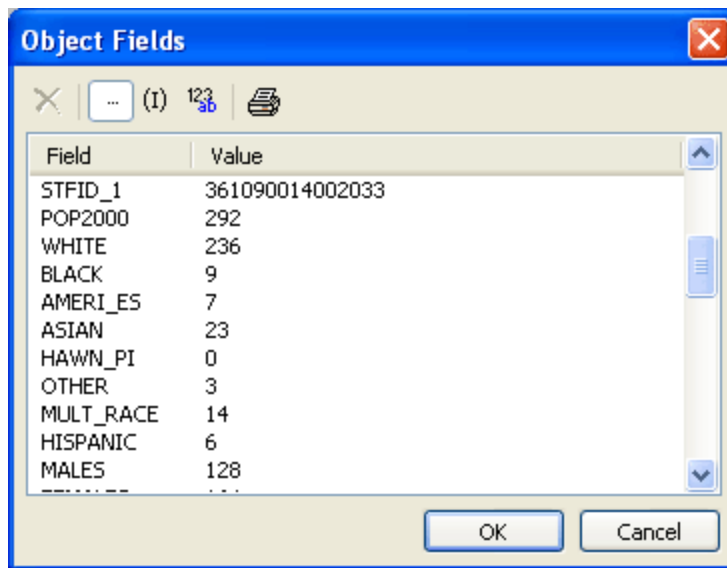 Object Fields
... (I) 123 ab
Field Value
STFID_1 361090014002033
POP2000 292
WHITE 236
BLACK 9
AMERI_ES 7
ASIAN 23
HAWN_PI 0
OTHER 3
MULT_RACE 14
HISPANIC 6
MALES 128
OK Cancel